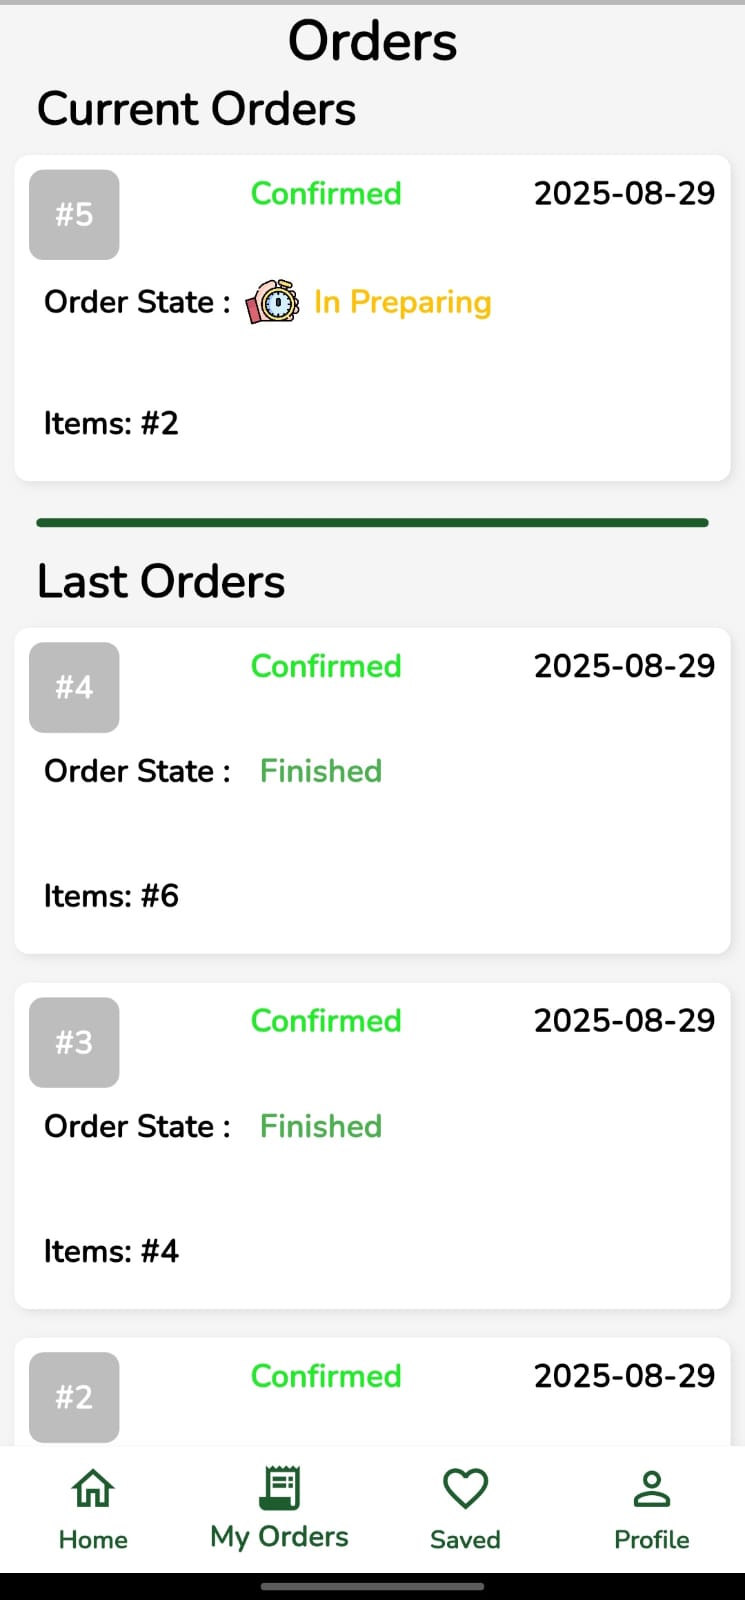 Orders
Current Orders
#5 Confirmed 2025-08-29
Order State : In Preparing
Items: #2
Last Orders
#4 Confirmed 2025-08-29
Order State : Finished
Items: #6
#3 Confirmed 2025-08-29
Order State : Finished
Items: #4
#2 Confirmed 2025-08-29
Home My Orders Saved Profile